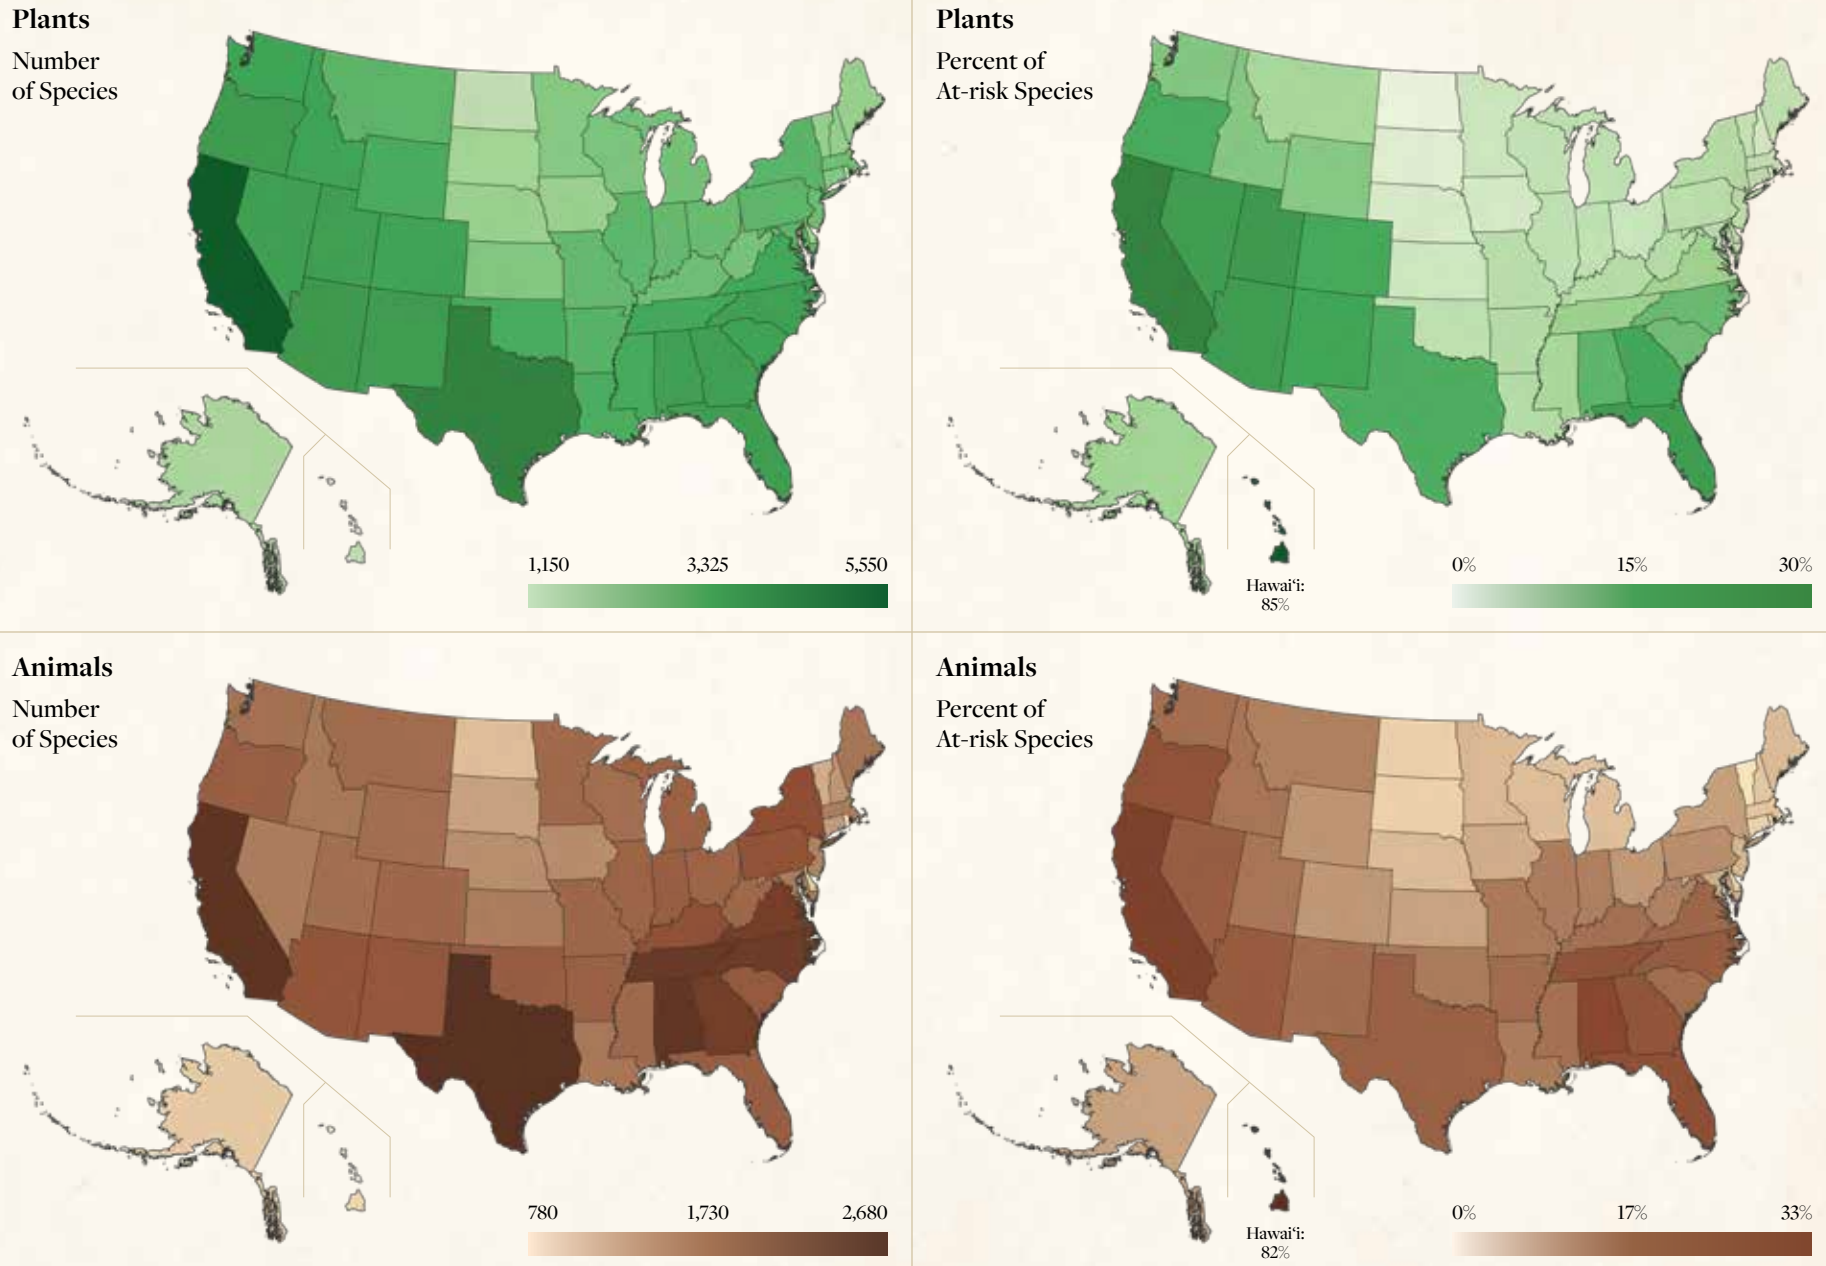 Plants
Number
of Species
1,150 3,325 5,550
Plants
Percent of
At-risk Species
Hawaiʻi:
85%
0% 15% 30%
Animals
Number
of Species
780 1,730 2,680
Animals
Percent of
At-risk Species
Hawaiʻi:
82%
0% 17% 33%